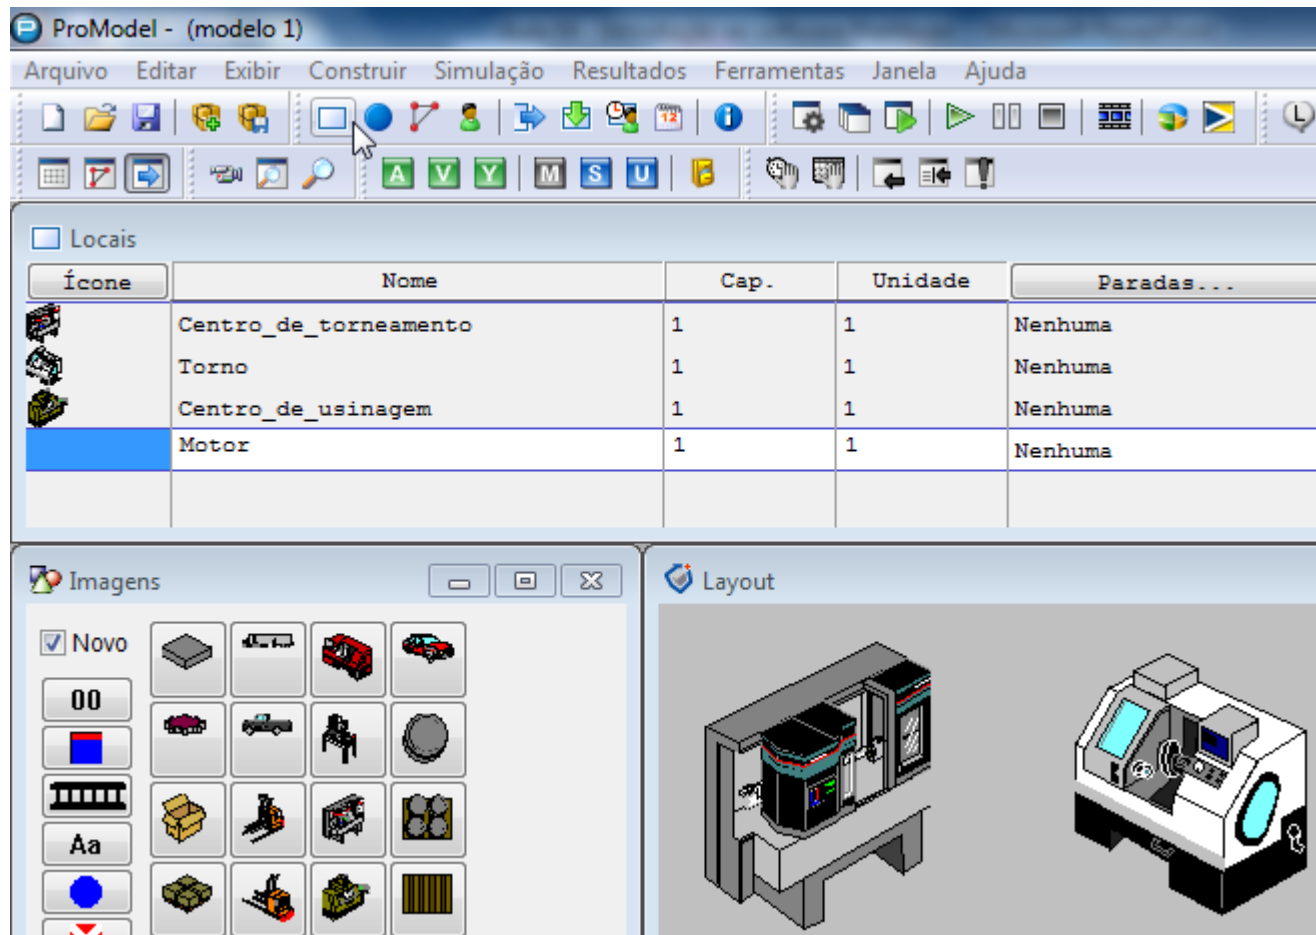 ProModel - (modelo 1)
Arquivo Editar Exibir Construir Simulação Resultados Ferramentas Janela Ajuda
12
A V Y M S U
Locais
Ícone Nome Cap. Unidade Paradas...
Centro_de_torneamento 1 1 Nenhuma
Torno 1 1 Nenhuma
Centro_de_usinagem 1 1 Nenhuma
Motor 1 1 Nenhuma
Imagens Layout
Novo
00
Aa